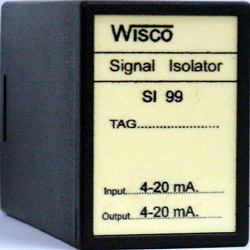 Wisco
Signal Isolator
SI 99
TAG..............................
Input........4-20 mA.......
Output.....4-20 mA.......